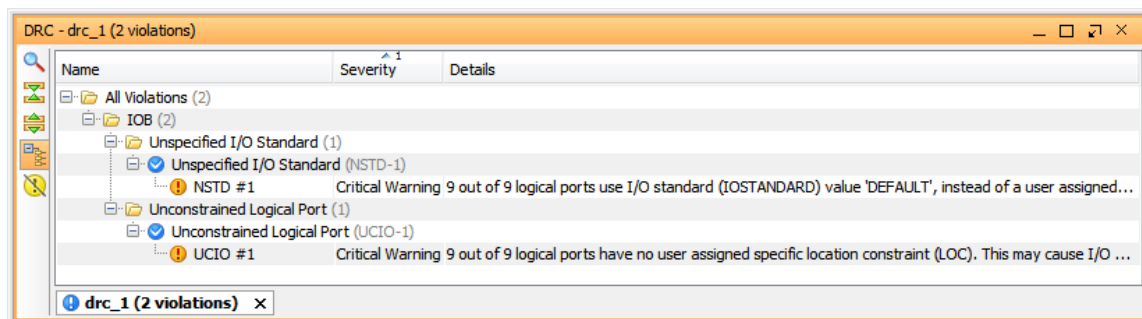 DRC - drc_1 (2 violations)
Name 1 Severity Details
All Violations (2)
IOB (2)
Unspecified I/O Standard (1)
Unspecified I/O Standard (NSTD-1)
NSTD #1 Critical Warning 9 out of 9 logical ports use I/O standard (IOSTANDARD) value 'DEFAULT', instead of a user assigned...
Unconstrained Logical Port (1)
Unconstrained Logical Port (UCIO-1)
UCIO #1 Critical Warning 9 out of 9 logical ports have no user assigned specific location constraint (LOC). This may cause I/O ...
drc_1 (2 violations)